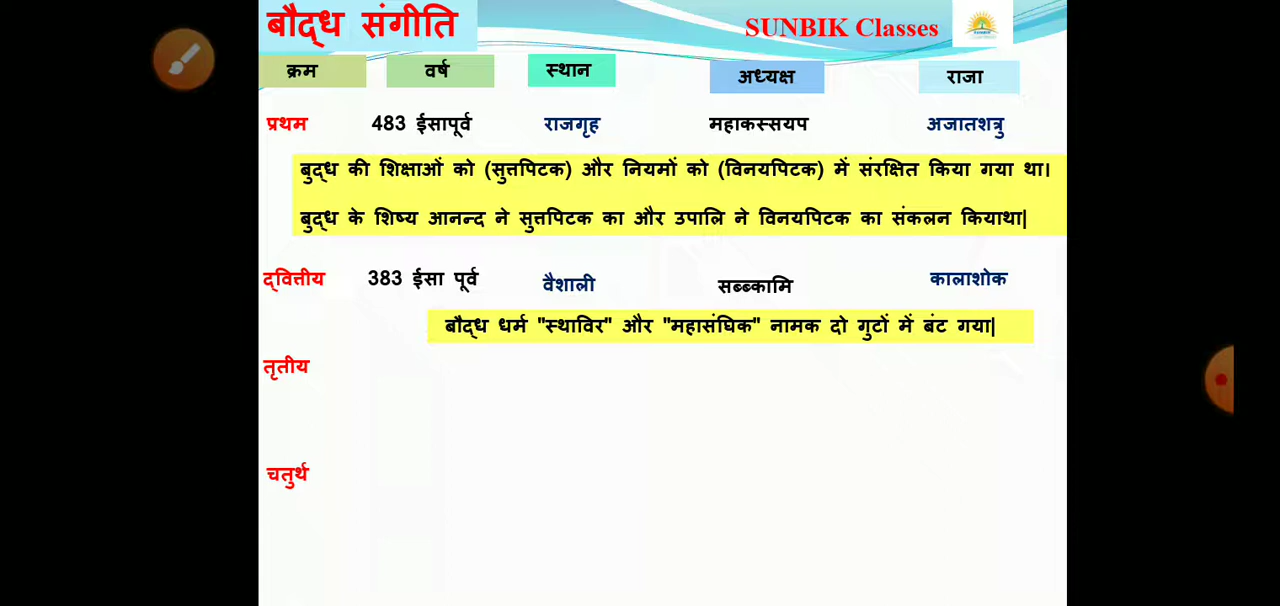 बौद्ध संगीति
SUNBIK Classes
क्रम वर्ष स्थान अध्यक्ष राजा
प्रथम 483 ईसापूर्व राजगृह महाकस्सयप अजातशत्रु
बुद्ध की शिक्षाओं को (सुत्तपिटक) और नियमों को (विनयपिटक) में संरक्षित किया गया था।
बुद्ध के शिष्य आनन्द ने सुत्तपिटक का और उपालि ने विनयपिटक का संकलन कियाथा|
द्वित्तीय 383 ईसा पूर्व वैशाली सब्ब्कामि कालाशोक
बौद्ध धर्म "स्थाविर" और "महासंघिक" नामक दो गुटों में बंट गया|
तृतीय
चतुर्थ